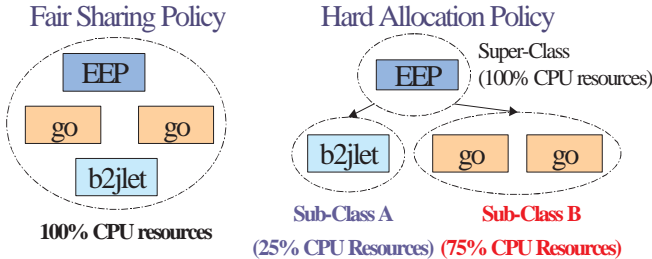 Fair Sharing Policy
EEP
go go
b2jlet
100% CPU resources
Hard Allocation Policy
EEP
Super-Class
(100% CPU resources)
b2jlet
go go
Sub-Class A
(25% CPU Resources)
Sub-Class B
(75% CPU Resources)